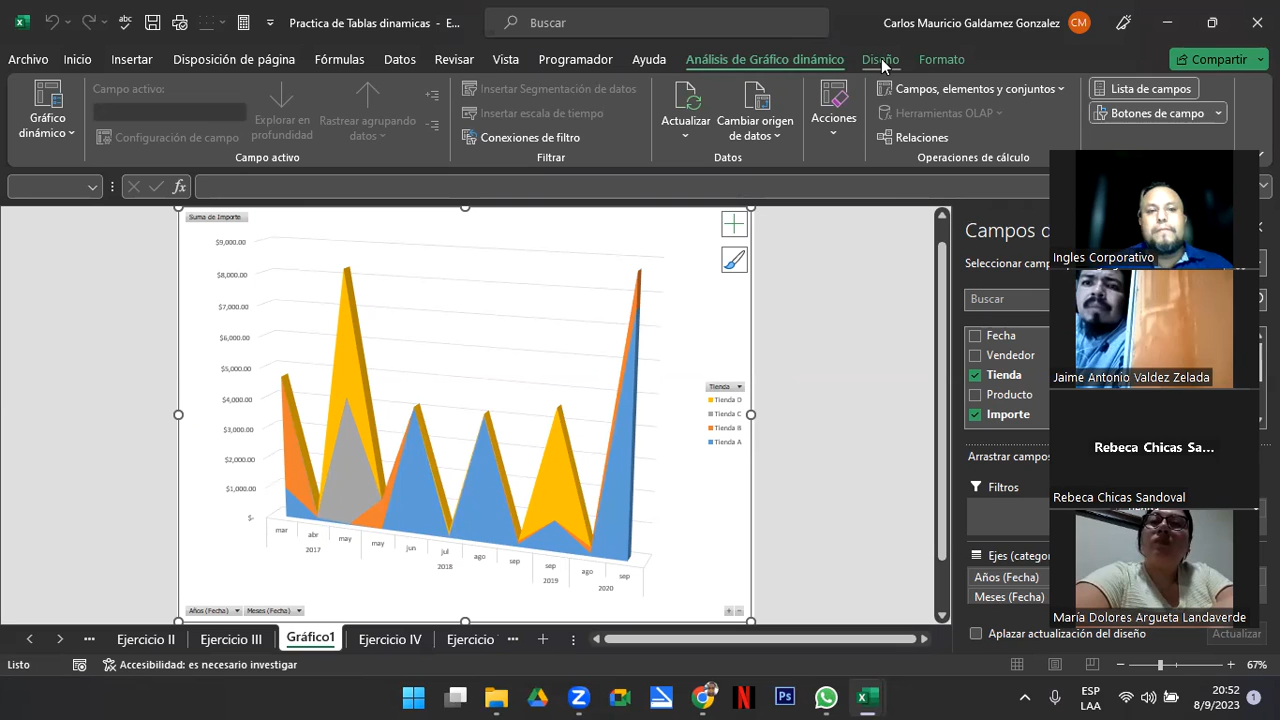 Practica de Tablas dinamicas - E...
Buscar
Carlos Mauricio Galdamez Gonzalez
CM
Archivo
Inicio
Insertar
Disposición de página
Fórmulas
Datos
Revisar
Vista
Programador
Ayuda
Análisis de Gráfico dinámico
Diseño
Formato
Compartir
Gráfico
dinámico
Campo activo:
Configuración de campo
Explorar en
profundidad
Rastrear agrupando
datos
Campo activo
Insertar Segmentación de datos
Insertar escala de tiempo
Conexiones de filtro
Filtrar
Actualizar
Cambiar origen
de datos
Datos
Acciones
Campos, elementos y conjuntos
Herramientas OLAP
Relaciones
Operaciones de cálculo
Lista de campos
Botones de campo
fx
Suma de Importe
$9,000.00
$8,000.00
$7,000.00
$6,000.00
$5,000.00
$4,000.00
$3,000.00
$2,000.00
$1,000.00
$-
mar
abr
may
may
jun
jul
ago
sep
sep
ago
sep
2017
2018
2019
2020
Tienda
Tienda D
Tienda C
Tienda B
Tienda A
Años (Fecha)
Meses (Fecha)
Campos d
Seleccionar camp
Buscar
Fecha
Vendedor
Tienda
Producto
Importe
Arrastrar campos
Filtros
Ejes (categor
Años (Fecha)
Meses (Fecha)
Aplazar actualización del diseño
Actualizar
Ingles Corporativo
Jaime Antonio Valdez Zelada
Rebeca Chicas Sa...
Rebeca Chicas Sandoval
María Dolores Argueta Landaverde
Ejercicio II
Ejercicio III
Gráfico1
Ejercicio IV
Ejercicio
Listo
Accesibilidad: es necesario investigar
67%
ESP
LAA
20:52
8/9/2023
1